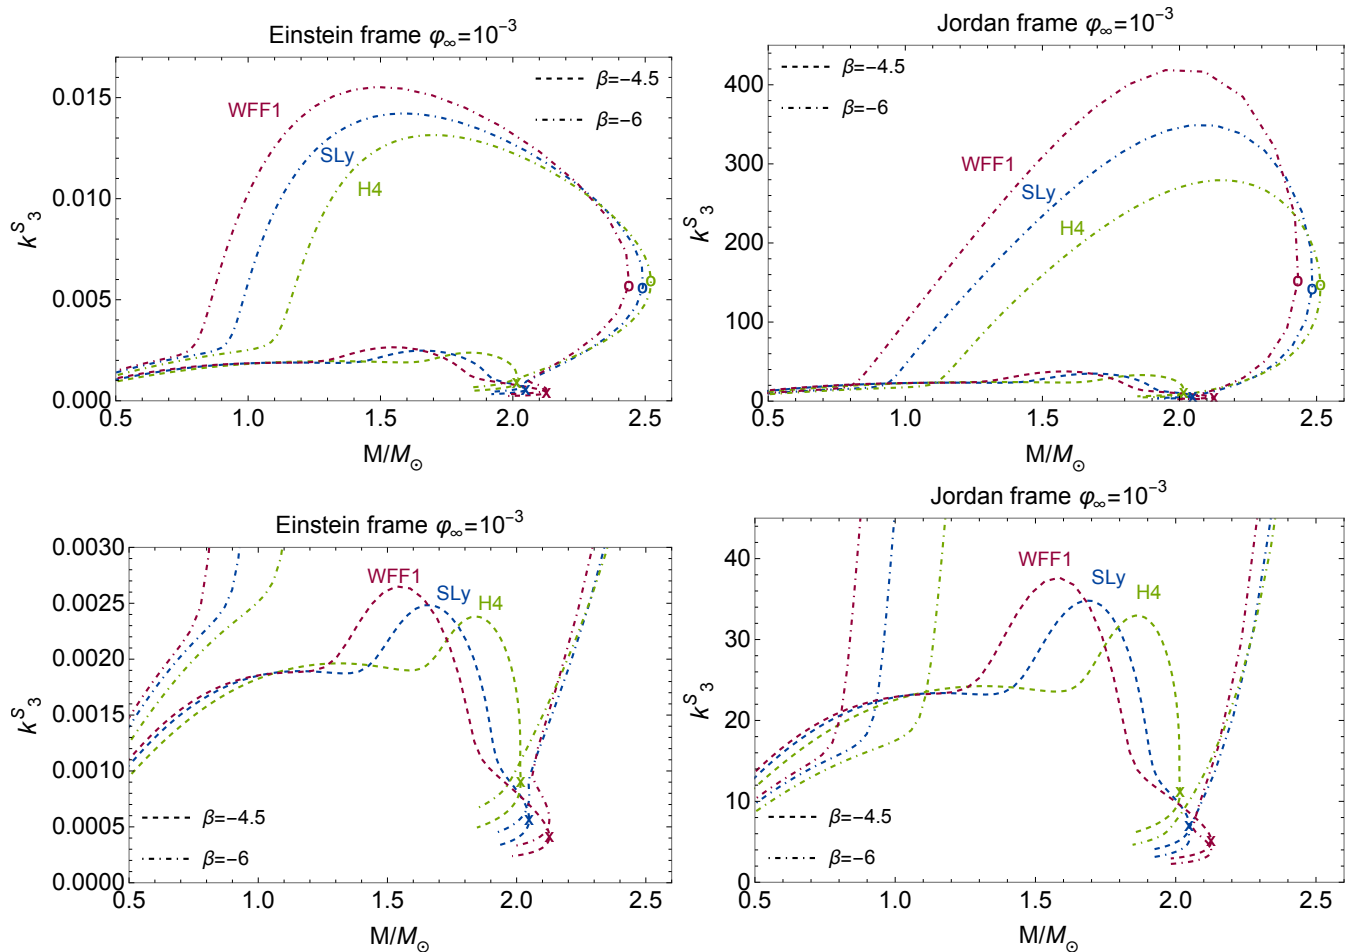 Einstein frame φ∞=10⁻³
0.015
0.010
0.005
0.000
k^S_3
WFF1
SLy
H4
β=−4.5
β=−6
o
o
o
x
x
x
0.5
1.0
1.5
2.0
2.5
M/M⊙
Jordan frame φ∞=10⁻³
400
300
200
100
0
k^S_3
WFF1
SLy
H4
β=−4.5
β=−6
o
o
o
x
x
x
0.5
1.0
1.5
2.0
2.5
M/M⊙
Einstein frame φ∞=10⁻³
0.0030
0.0025
0.0020
0.0015
0.0010
0.0005
0.0000
k^S_3
WFF1
SLy
H4
x
x
x
β=−4.5
β=−6
0.5
1.0
1.5
2.0
2.5
M/M⊙
Jordan frame φ∞=10⁻³
40
30
20
10
0
k^S_3
WFF1
SLy
H4
x
x
x
β=−4.5
β=−6
0.5
1.0
1.5
2.0
2.5
M/M⊙